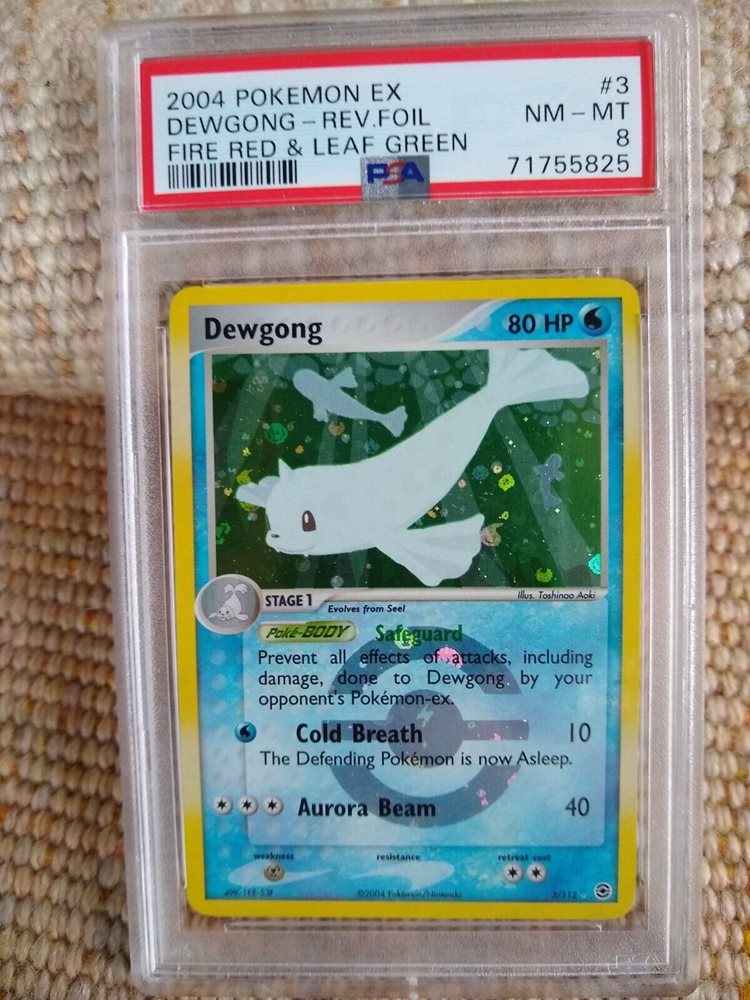 2004 POKEMON EX #3
DEWGONG - REV.FOIL NM - MT
FIRE RED & LEAF GREEN 8
PSA 71755825
Dewgong 80 HP
Illus. Toshinao Aoki
STAGE 1 Evolves from Seel
Poké-BODY Safeguard
Prevent all effects of attacks, including
damage, done to Dewgong by your
opponent's Pokémon-ex.
Cold Breath 10
The Defending Pokémon is now Asleep.
Aurora Beam 40
weakness resistance retreat cost
©2004 Pokémon/Nintendo 3/112
PSA